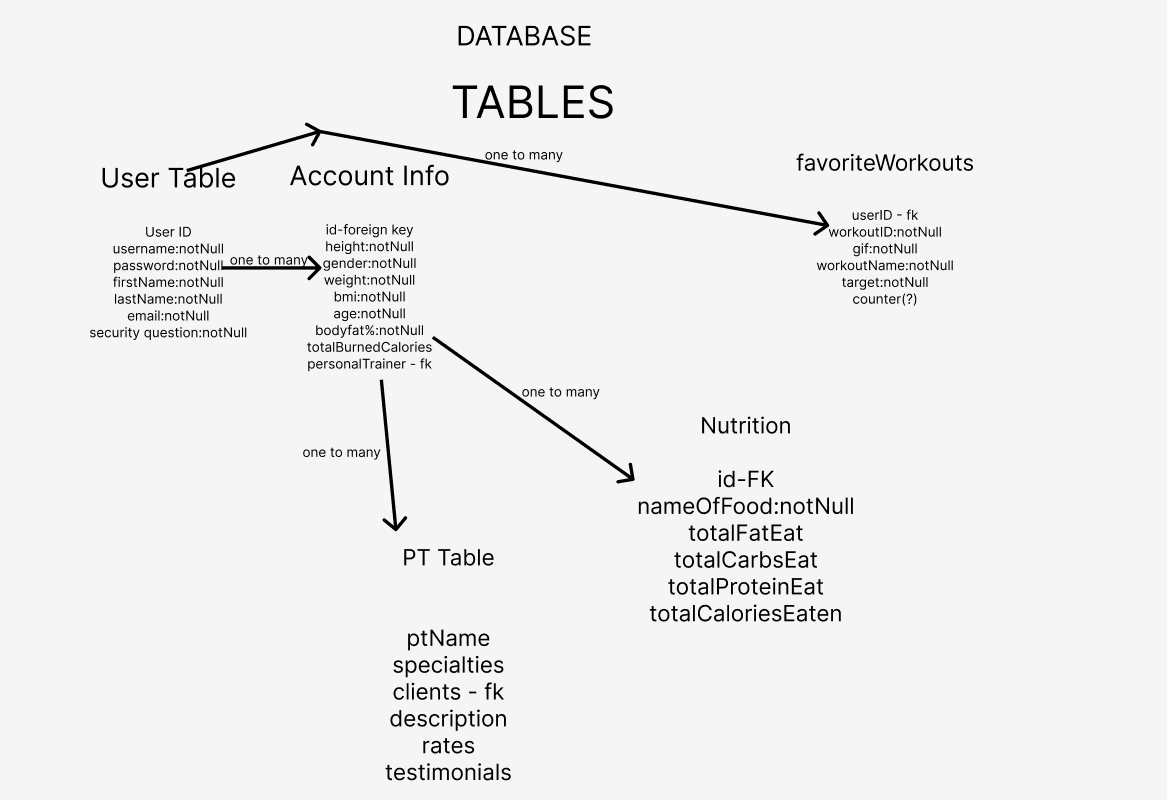 DATABASE
TABLES
one to many
User Table
User ID
username:notNull
password:notNull
firstName:notNull
lastName:notNull
email:notNull
security question:notNull
one to many
Account Info
id-foreign key
height:notNull
gender:notNull
weight:notNull
bmi:notNull
age:notNull
bodyfat%:notNull
totalBurnedCalories
personalTrainer - fk
favoriteWorkouts
userID - fk
workoutID:notNull
gif:notNull
workoutName:notNull
target:notNull
counter(?)
one to many
one to many
Nutrition
id-FK
nameOfFood:notNull
totalFatEat
totalCarbsEat
totalProteinEat
totalCaloriesEaten
PT Table
ptName
specialties
clients - fk
description
rates
testimonials